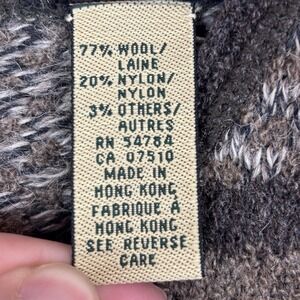 77% WOOL/
LAINE
20% NYLON/
NYLON
3% OTHERS/
AUTRES
RN 54784
CA 07510
MADE IN
HONG KONG
FABRIQUE A
HONG KONG
SEE REVERSE
CARE